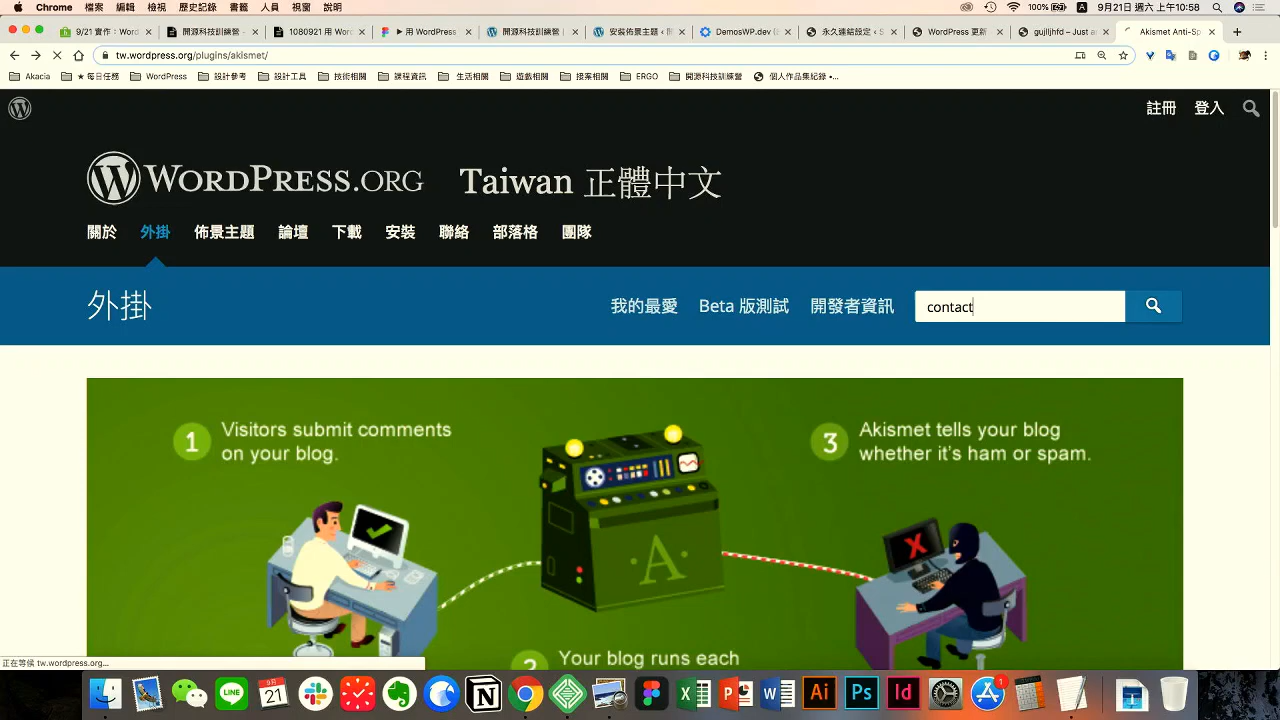 Chrome 檔案 編輯 檢視 歷史記錄 書籤 人員 視窗 說明
100% 9月21日週六 上午10:58
9/21 實作 | Word
開源科技訓練營 -
1080921 用 Wor
用 WordPress
開源科技訓練營
安裝佈景主題 ‹ 開
DemosWP.dev (
永久連結設定 ‹ S
WordPress 更新
gujlljhfd – Just a
Akismet Anti-Sp
tw.wordpress.org/plugins/akismet/
Akacia
★ 每日任務
WordPress
設計參考
設計工具
技術相關
課程資訊
生活相關
遊戲相關
接案相關
ERGO
開源科技訓練營
個人作品集紀錄 •...
註冊 登入
WORDPRESS.ORG Taiwan 正體中文
關於 外掛 佈景主題 論壇 下載 安裝 聯絡 部落格 團隊
外掛
我的最愛 Beta 版測試 開發者資訊 contact
1 Visitors submit comments
on your blog.
3 Akismet tells your blog
whether it's ham or spam.
A
2 Your blog runs each
正在等候 tw.wordpress.org...
LINE
9月
21
Ai
Ps
Id
1